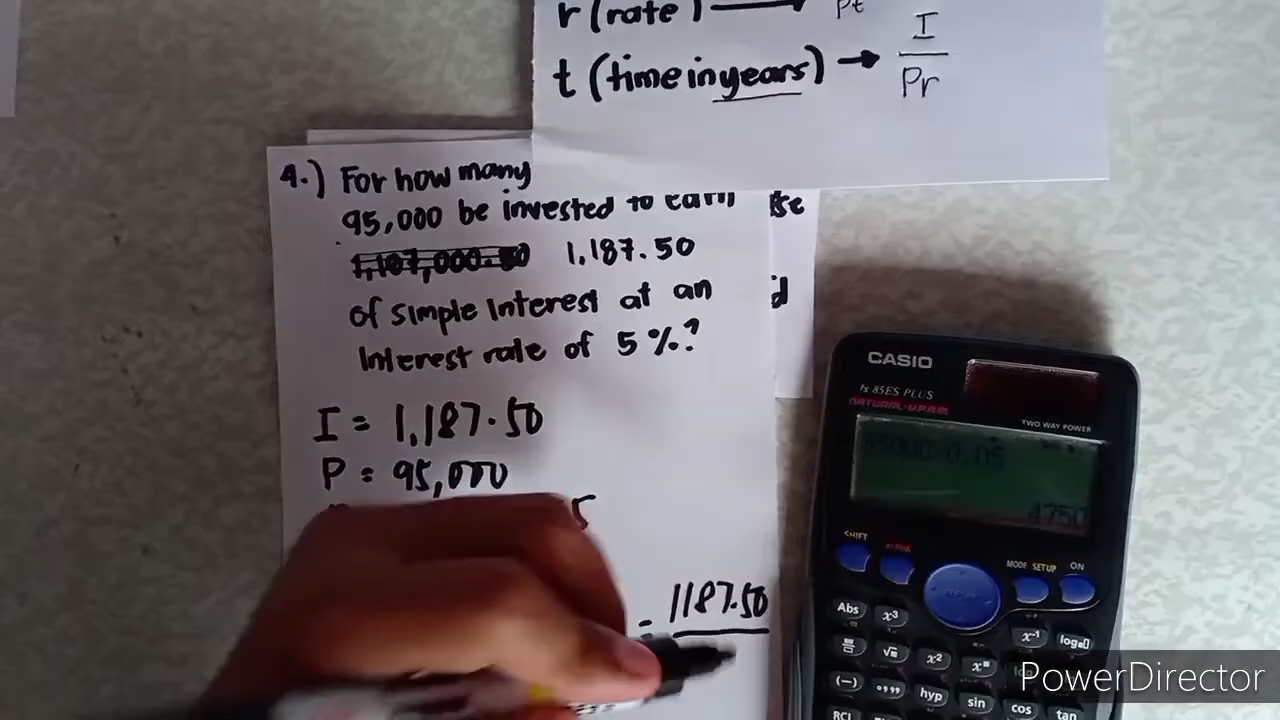 r (rate) → Pt
t (time in years) → I
Pr
4.) For how many
95,000 be invested to earn
1,187,000.50 1,187.50
of simple interest at an
Interest rate of 5%?
I = 1,187.50
P = 95,000
= 1187.50
CASIO
fx-85ES PLUS
NATURAL-V.P.A.M.
TWO WAY POWER
4750
SHIFT ALPHA MODE SETUP ON
REPLAY
Abs x³ x⁻¹ log
√ x² x
(−) hyp sin cos tan
RCL
PowerDirector